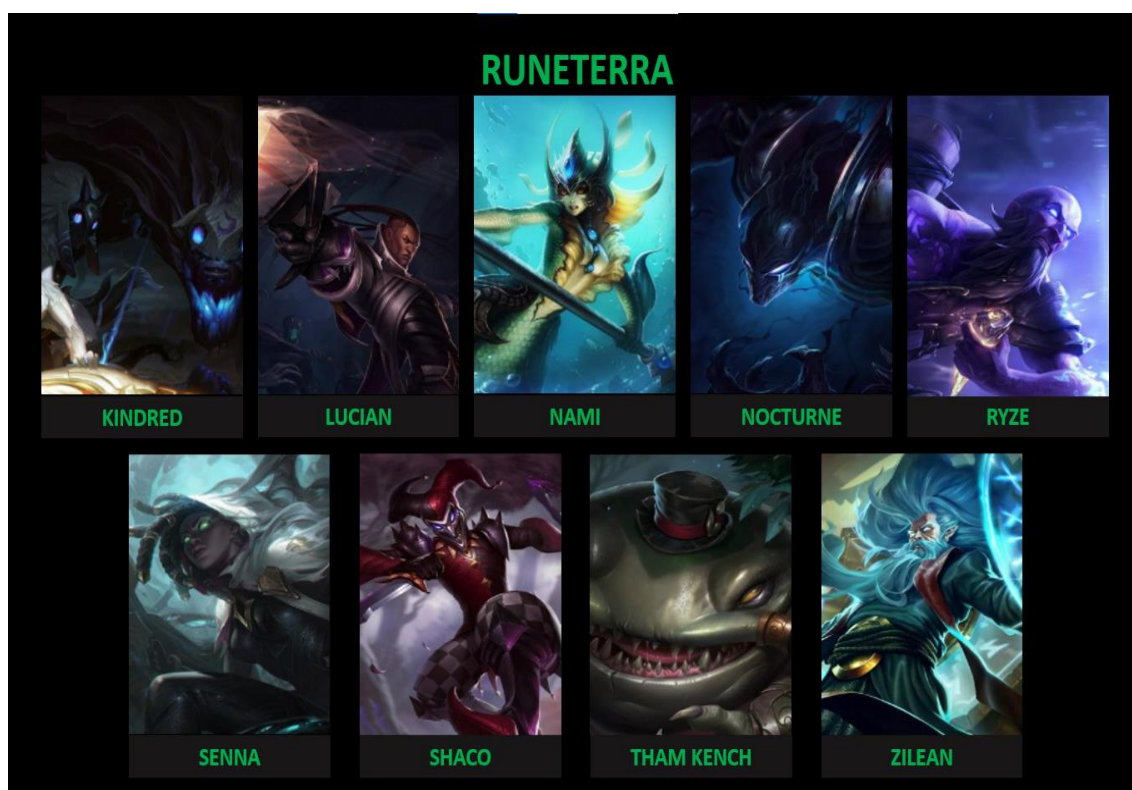 RUNETERRA
KINDRED
LUCIAN
NAMI
NOCTURNE
RYZE
SENNA
SHACO
THAM KENCH
ZILEAN